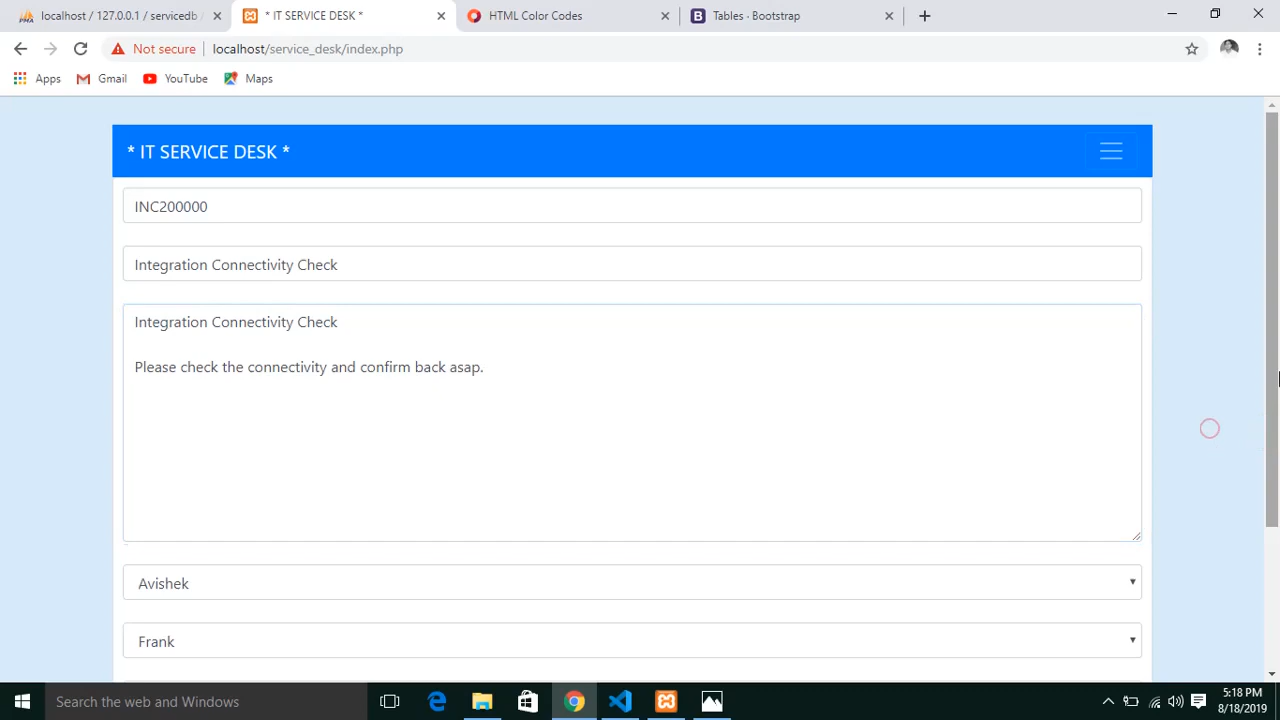 localhost / 127.0.0.1 / servicedb /
* IT SERVICE DESK *
HTML Color Codes
Tables · Bootstrap
Not secure
localhost/service_desk/index.php
Apps
Gmail
YouTube
Maps
* IT SERVICE DESK *
INC200000
Integration Connectivity Check
Integration Connectivity Check
Please check the connectivity and confirm back asap.
Avishek
Frank
Search the web and Windows
5:18 PM
8/18/2019